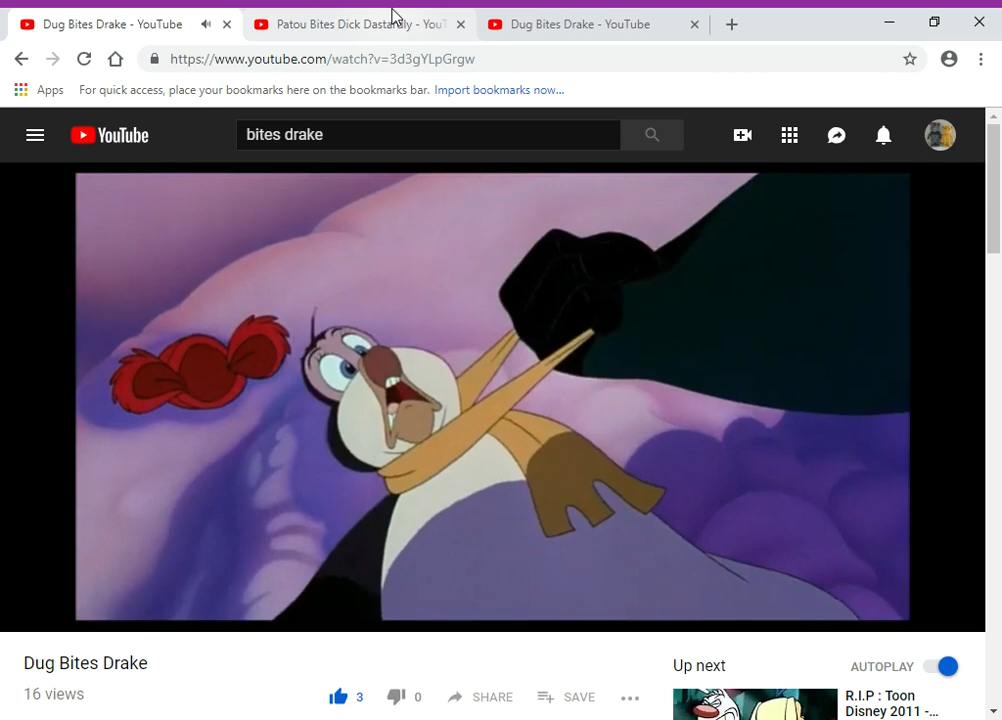 Dug Bites Drake - YouTube
Patou Bites Dick Dastardly - YouT
Dug Bites Drake - YouTube
https://www.youtube.com/watch?v=3d3gYLpGrgw
Apps For quick access, place your bookmarks here on the bookmarks bar. Import bookmarks now...
YouTube
bites drake
Dug Bites Drake
16 views
3
0
SHARE
SAVE
Up next
AUTOPLAY
R.I.P : Toon
Disney 2011 -...